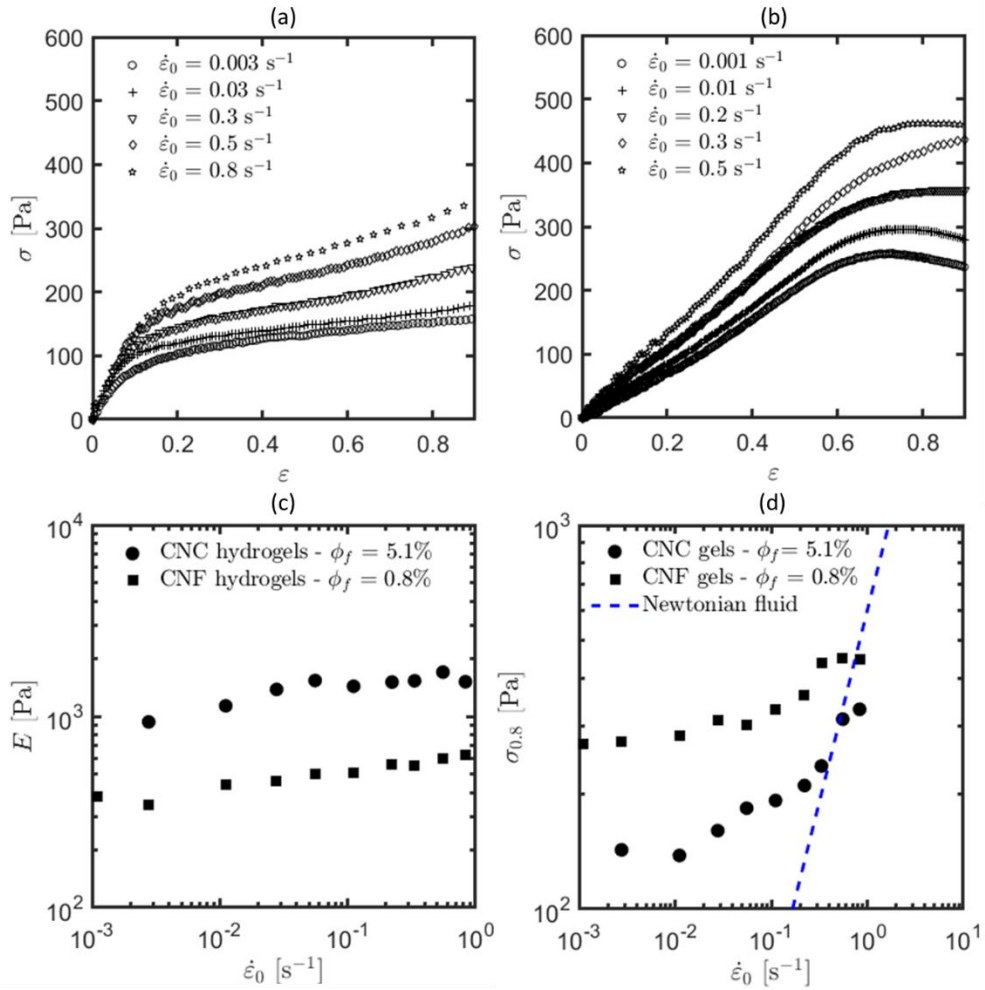 (a)
600
500
400
300
200
100
0
σ [Pa]
ε̇₀ = 0.003 s⁻¹
ε̇₀ = 0.03 s⁻¹
ε̇₀ = 0.3 s⁻¹
ε̇₀ = 0.5 s⁻¹
ε̇₀ = 0.8 s⁻¹
0 0.2 0.4 0.6 0.8
ε
(b)
600
500
400
300
200
100
0
σ [Pa]
ε̇₀ = 0.001 s⁻¹
ε̇₀ = 0.01 s⁻¹
ε̇₀ = 0.2 s⁻¹
ε̇₀ = 0.3 s⁻¹
ε̇₀ = 0.5 s⁻¹
0 0.2 0.4 0.6 0.8
ε
(c)
10⁴
10³
10²
E [Pa]
CNC hydrogels - ϕ_f = 5.1%
CNF hydrogels - ϕ_f = 0.8%
10⁻³ 10⁻² 10⁻¹ 10⁰
ε̇₀ [s⁻¹]
(d)
10³
10²
σ₀.₈ [Pa]
CNC gels - ϕ_f = 5.1%
CNF gels - ϕ_f = 0.8%
Newtonian fluid
10⁻³ 10⁻² 10⁻¹ 10⁰ 10¹
ε̇₀ [s⁻¹]